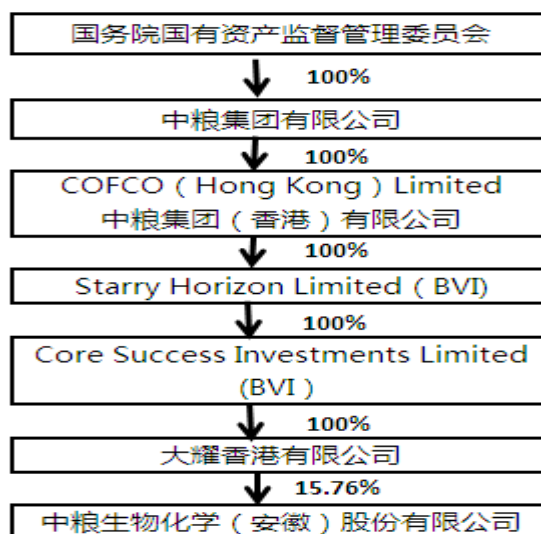 国务院国有资产监督管理委员会
100%
中粮集团有限公司
100%
COFCO（Hong Kong）Limited
中粮集团（香港）有限公司
100%
Starry Horizon Limited（BVI)
100%
Core Success Investments Limited
(BVI）
100%
大耀香港有限公司
15.76%
中粮生物化学（安徽）股份有限公司